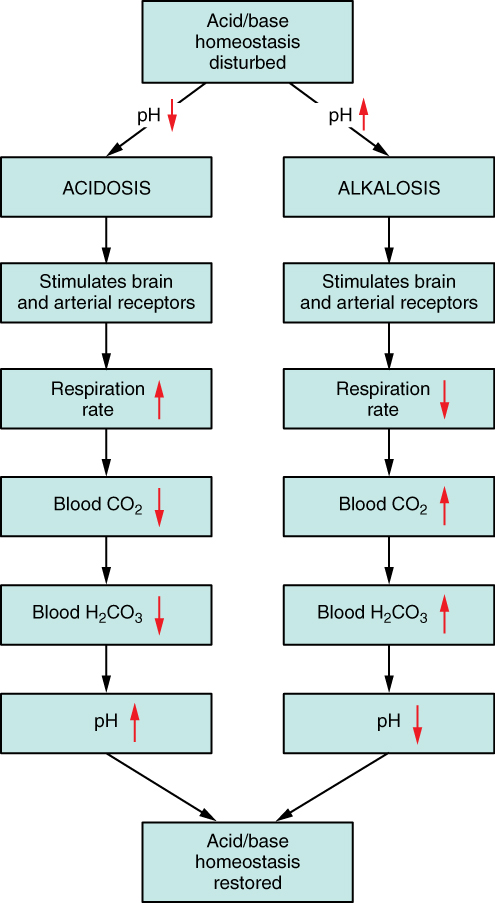 Acid/base
homeostasis
disturbed
pH
pH
ACIDOSIS
ALKALOSIS
Stimulates brain
and arterial receptors
Stimulates brain
and arterial receptors
Respiration
rate
Respiration
rate
Blood CO₂
Blood CO₂
Blood H₂CO₃
Blood H₂CO₃
pH
pH
Acid/base
homeostasis
restored